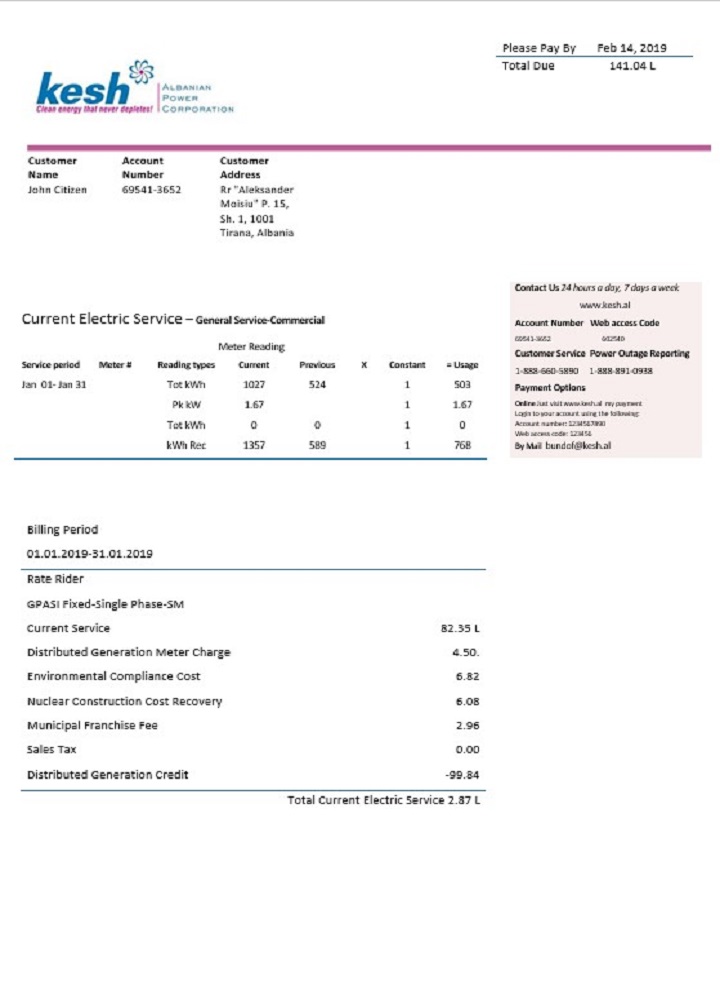 Please Pay By Feb 14, 2019
Total Due 141.04 L
kesh
Clean energy that never depletes!
ALBANIAN
POWER
CORPORATION
Customer Name Account Number Customer Address
John Citizen 69541-3652 Rr "Aleksander
Moisiu" P. 15,
Sh. 1, 1001
Tirana, Albania
Contact Us 24 hours a day, 7 days a week
www.kesh.al
Account Number Web access Code
69541-3652
Customer Service Power Outage Reporting
1-888-660-5890 1-888-891-0938
Payment Options
Online Just visit www.kesh.al my payment
Login to your account using the following:
Account number: 1234567890
Web access code: 123456
By Mail bundof@kesh.al
Current Electric Service – General Service-Commercial
Meter Reading
Service period Meter # Reading types Current Previous X Constant = Usage
Jan 01- Jan 31 Tot kWh 1027 524 1 503
Pk kW 1.67 1 1.67
Tot kWh 0 0 1 0
kWh Rec 1357 589 1 768
Billing Period
01.01.2019-31.01.2019
Rate Rider
GPASI Fixed-Single Phase-SM
Current Service 82.35 L
Distributed Generation Meter Charge 4.50.
Environmental Compliance Cost 6.82
Nuclear Construction Cost Recovery 6.08
Municipal Franchise Fee 2.96
Sales Tax 0.00
Distributed Generation Credit -99.84
Total Current Electric Service 2.87 L